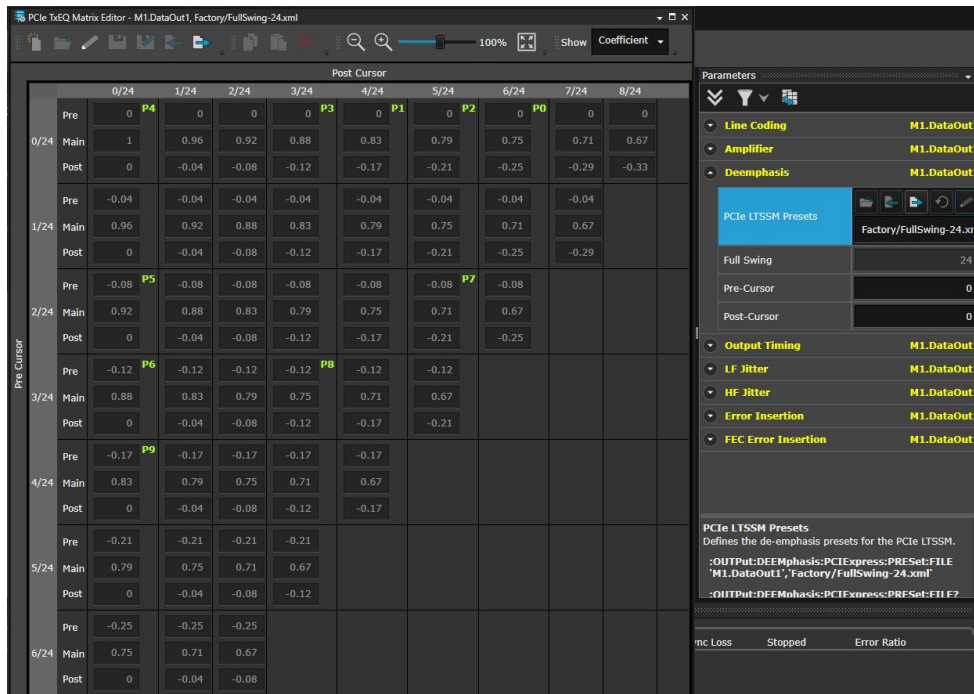 PCIe TxEQ Matrix Editor - M1.DataOut1, Factory/FullSwing-24.xml
100% Show Coefficient
Post Cursor
0/24 1/24 2/24 3/24 4/24 5/24 6/24 7/24 8/24
Pre Cursor
0/24
Pre 0 P4 0 0 0 P3 0 P1 0 P2 0 P0 0 0
Main 1 0.96 0.92 0.88 0.83 0.79 0.75 0.71 0.67
Post 0 -0.04 -0.08 -0.12 -0.17 -0.21 -0.25 -0.29 -0.33
1/24
Pre -0.04 -0.04 -0.04 -0.04 -0.04 -0.04 -0.04 -0.04
Main 0.96 0.92 0.88 0.83 0.79 0.75 0.71 0.67
Post 0 -0.04 -0.08 -0.12 -0.17 -0.21 -0.25 -0.29
2/24
Pre -0.08 P5 -0.08 -0.08 -0.08 -0.08 -0.08 P7 -0.08
Main 0.92 0.88 0.83 0.79 0.75 0.71 0.67
Post 0 -0.04 -0.08 -0.12 -0.17 -0.21 -0.25
3/24
Pre -0.12 P6 -0.12 -0.12 -0.12 P8 -0.12 -0.12
Main 0.88 0.83 0.79 0.75 0.71 0.67
Post 0 -0.04 -0.08 -0.12 -0.17 -0.21
4/24
Pre -0.17 P9 -0.17 -0.17 -0.17 -0.17
Main 0.83 0.79 0.75 0.71 0.67
Post 0 -0.04 -0.08 -0.12 -0.17
5/24
Pre -0.21 -0.21 -0.21 -0.21
Main 0.79 0.75 0.71 0.67
Post 0 -0.04 -0.08 -0.12
6/24
Pre -0.25 -0.25 -0.25
Main 0.75 0.71 0.67
Post 0 -0.04 -0.08
Parameters
Line Coding M1.DataOut
Amplifier M1.DataOut
Deemphasis M1.DataOut
PCIe LTSSM Presets
Factory/FullSwing-24.xm
Full Swing 24
Pre-Cursor 0
Post-Cursor 0
Output Timing M1.DataOut
LF Jitter M1.DataOut
HF Jitter M1.DataOut
Error Insertion M1.DataOut
FEC Error Insertion M1.DataOut
PCIe LTSSM Presets
Defines the de-emphasis presets for the PCIe LTSSM.
:OUTPut:DEEMphasis:PCIExpress:PRESet:FILE
'M1.DataOut1','Factory/FullSwing-24.xml'
:OUTPut:DEEMphasis:PCIExpress:PRESet:FILE?
nc Loss Stopped Error Ratio